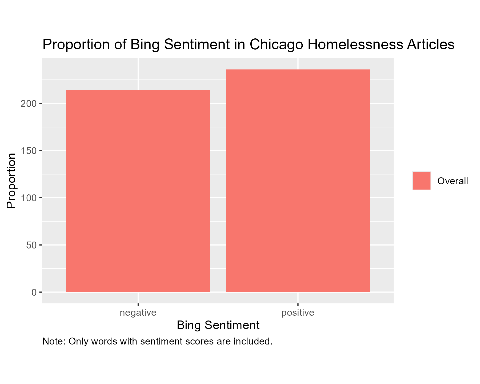 Proportion of Bing Sentiment in Chicago Homelessness Articles
200
150
100
50
0
Proportion
negative
positive
Bing Sentiment
Overall
Note: Only words with sentiment scores are included.